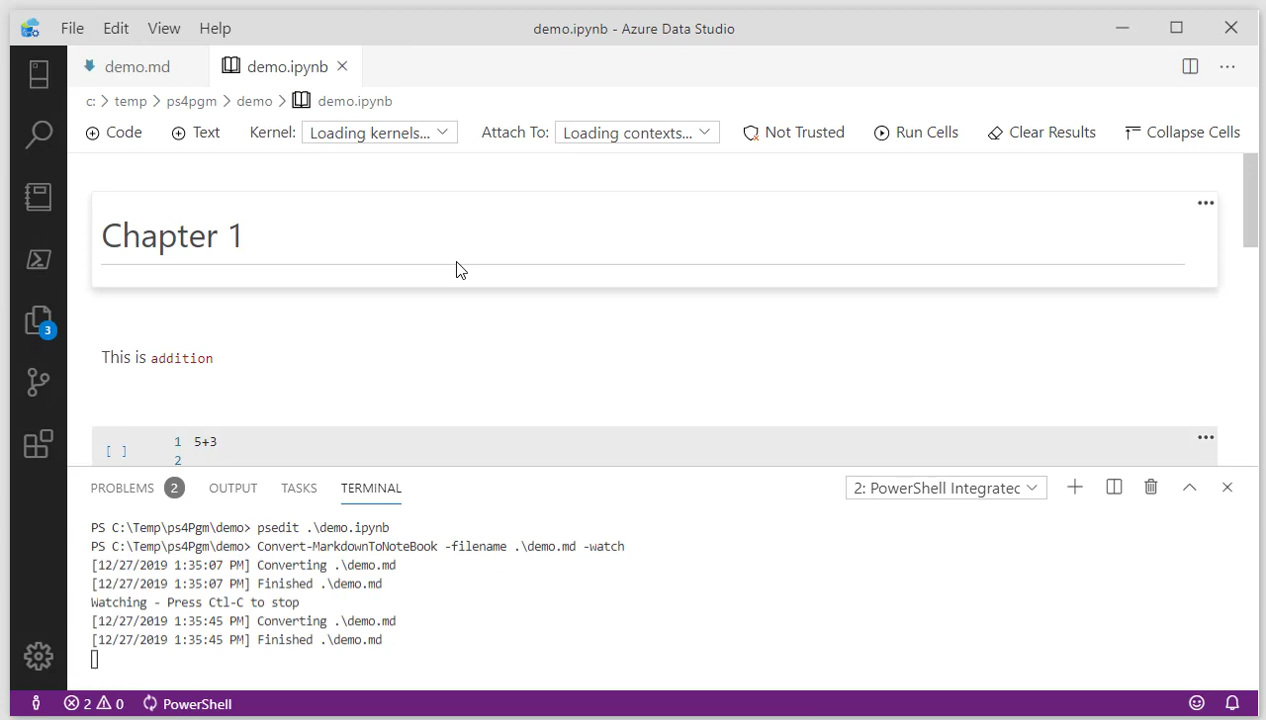 File Edit View Help demo.ipynb - Azure Data Studio
demo.md demo.ipynb
c: > temp > ps4pgm > demo > demo.ipynb
Code Text Kernel: Loading kernels... Attach To: Loading contexts... Not Trusted Run Cells Clear Results Collapse Cells
Chapter 1
This is addition
[ ] 1 5+3
2
3
PROBLEMS 2 OUTPUT TASKS TERMINAL 2: PowerShell Integratec
PS C:\Temp\ps4Pgm\demo> psedit .\demo.ipynb
PS C:\Temp\ps4Pgm\demo> Convert-MarkdownToNoteBook -filename .\demo.md -watch
[12/27/2019 1:35:07 PM] Converting .\demo.md
[12/27/2019 1:35:07 PM] Finished .\demo.md
Watching - Press Ctl-C to stop
[12/27/2019 1:35:45 PM] Converting .\demo.md
[12/27/2019 1:35:45 PM] Finished .\demo.md
2 0 PowerShell